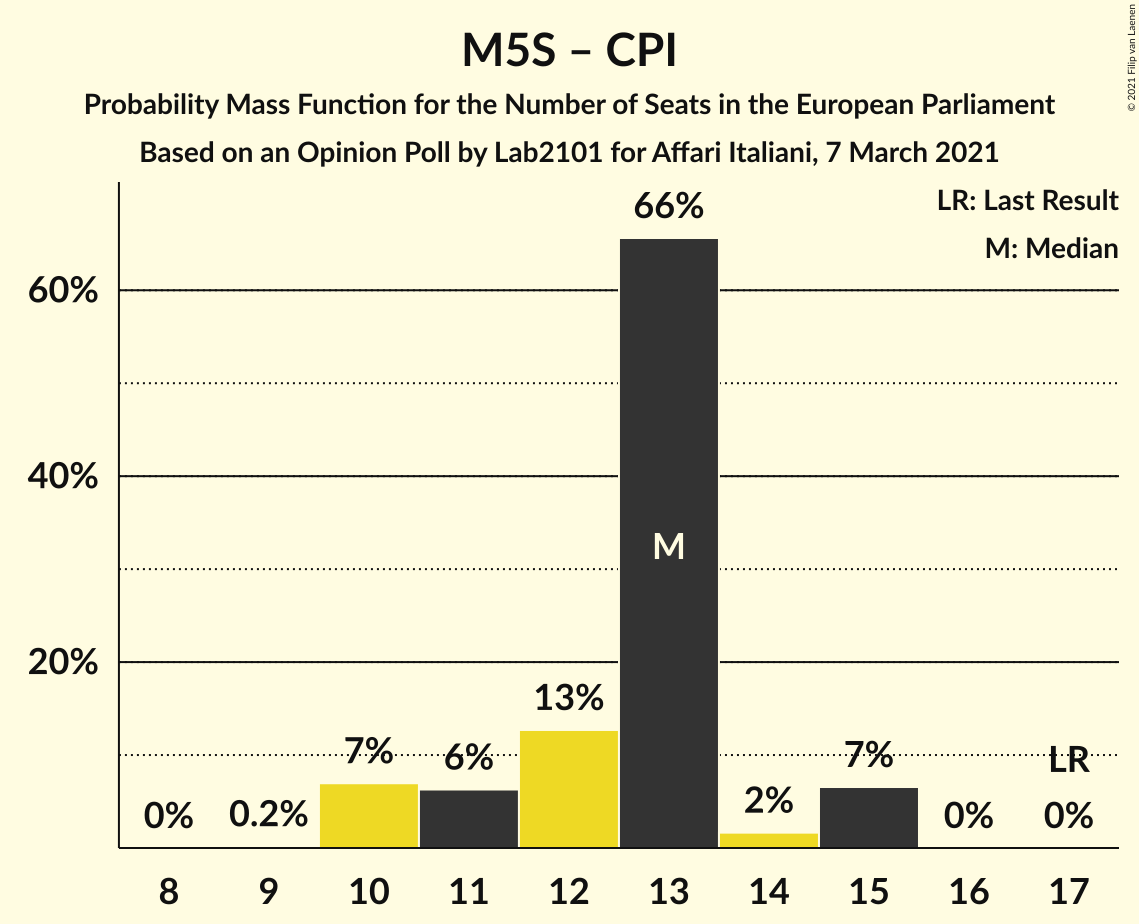 M5S – CPI
Probability Mass Function for the Number of Seats in the European Parliament
Based on an Opinion Poll by Lab2101 for Affari Italiani, 7 March 2021
© 2021 Filip van Laenen
LR: Last Result
M: Median
60%
40%
20%
0%
0.2%
7%
6%
13%
66%
M
2%
7%
0%
LR
0%
8 9 10 11 12 13 14 15 16 17